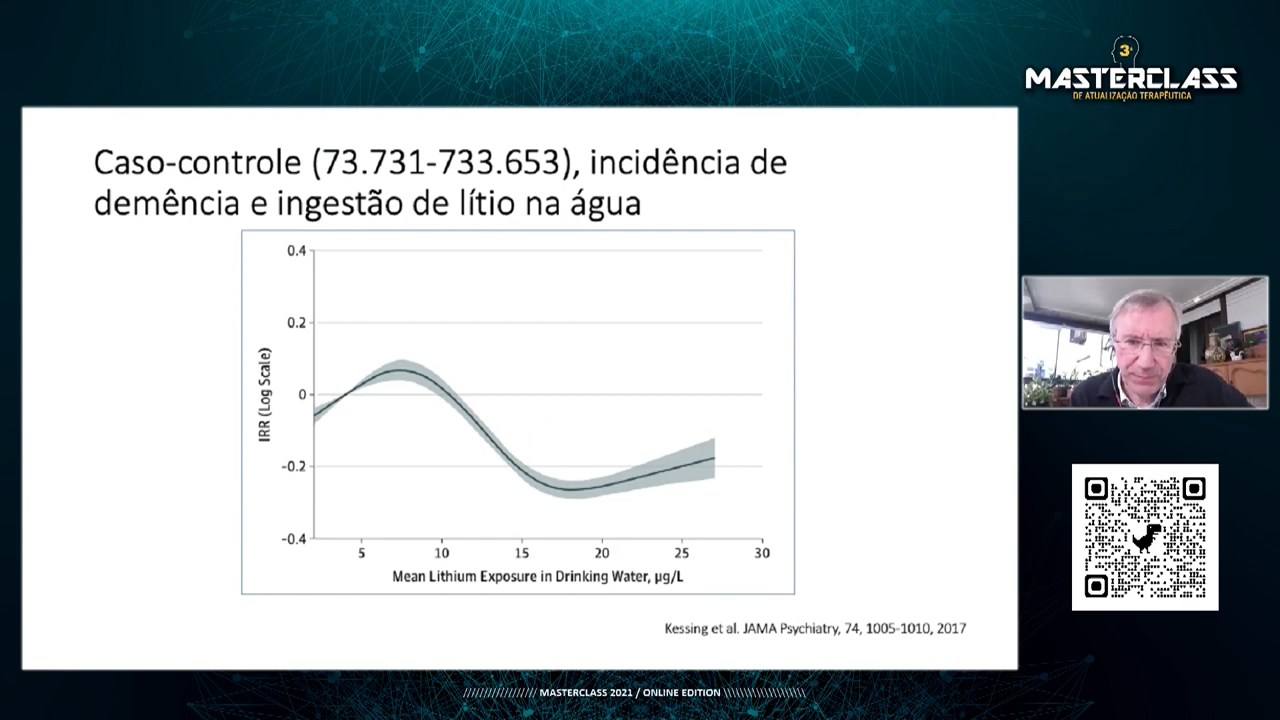 3ª
MASTERCLASS
DE ATUALIZAÇÃO TERAPÊUTICA
Caso-controle (73.731-733.653), incidência de
demência e ingestão de lítio na água
0.4
0.2
0
-0.2
-0.4
IRR (Log Scale)
5 10 15 20 25 30
Mean Lithium Exposure in Drinking Water, µg/L
Kessing et al. JAMA Psychiatry, 74, 1005-1010, 2017
////////////////// MASTERCLASS 2021 / ONLINE EDITION \\\\\\\\\\\\\\\\\\\\